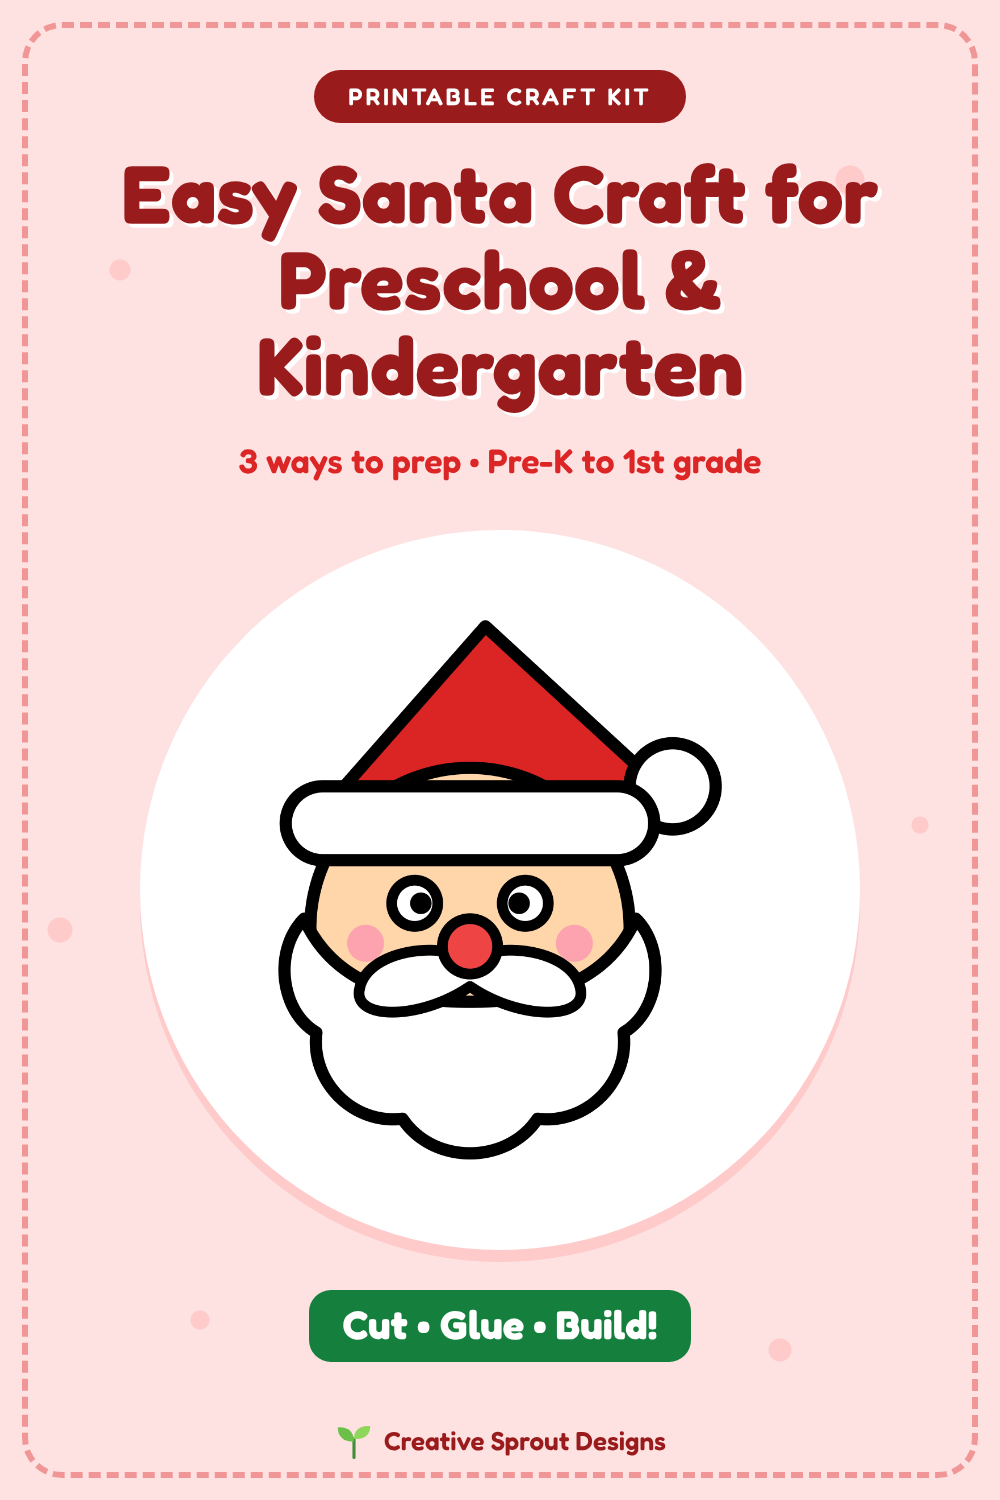 PRINTABLE CRAFT KIT
Easy Santa Craft for
Preschool &
Kindergarten
3 ways to prep • Pre-K to 1st grade
Cut • Glue • Build!
Creative Sprout Designs